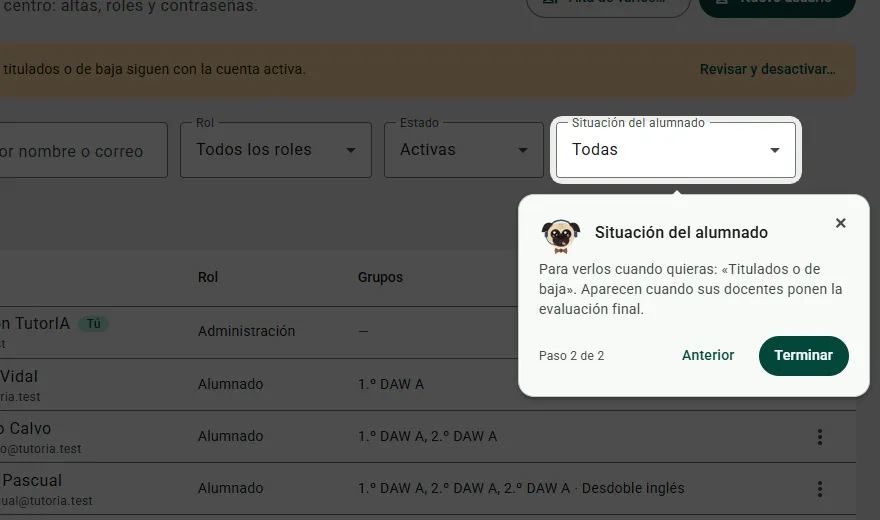 centro: altas, roles y contraseñas.
titulados o de baja siguen con la cuenta activa.
Revisar y desactivar…
or nombre o correo
Rol
Todos los roles
Estado
Activas
Situación del alumnado
Todas
Situación del alumnado
×
Para verlos cuando quieras: «Titulados o de
baja». Aparecen cuando sus docentes ponen la
evaluación final.
Paso 2 de 2
Anterior
Terminar
Rol
Grupos
n TutorIA
Tú
Administración
—
Vidal
ria.test
Alumnado
1.º DAW A
o Calvo
o@tutoria.test
Alumnado
1.º DAW A, 2.º DAW A
Pascual
ual@tutoria.test
Alumnado
1.º DAW A, 2.º DAW A, 2.º DAW A · Desdoble inglés